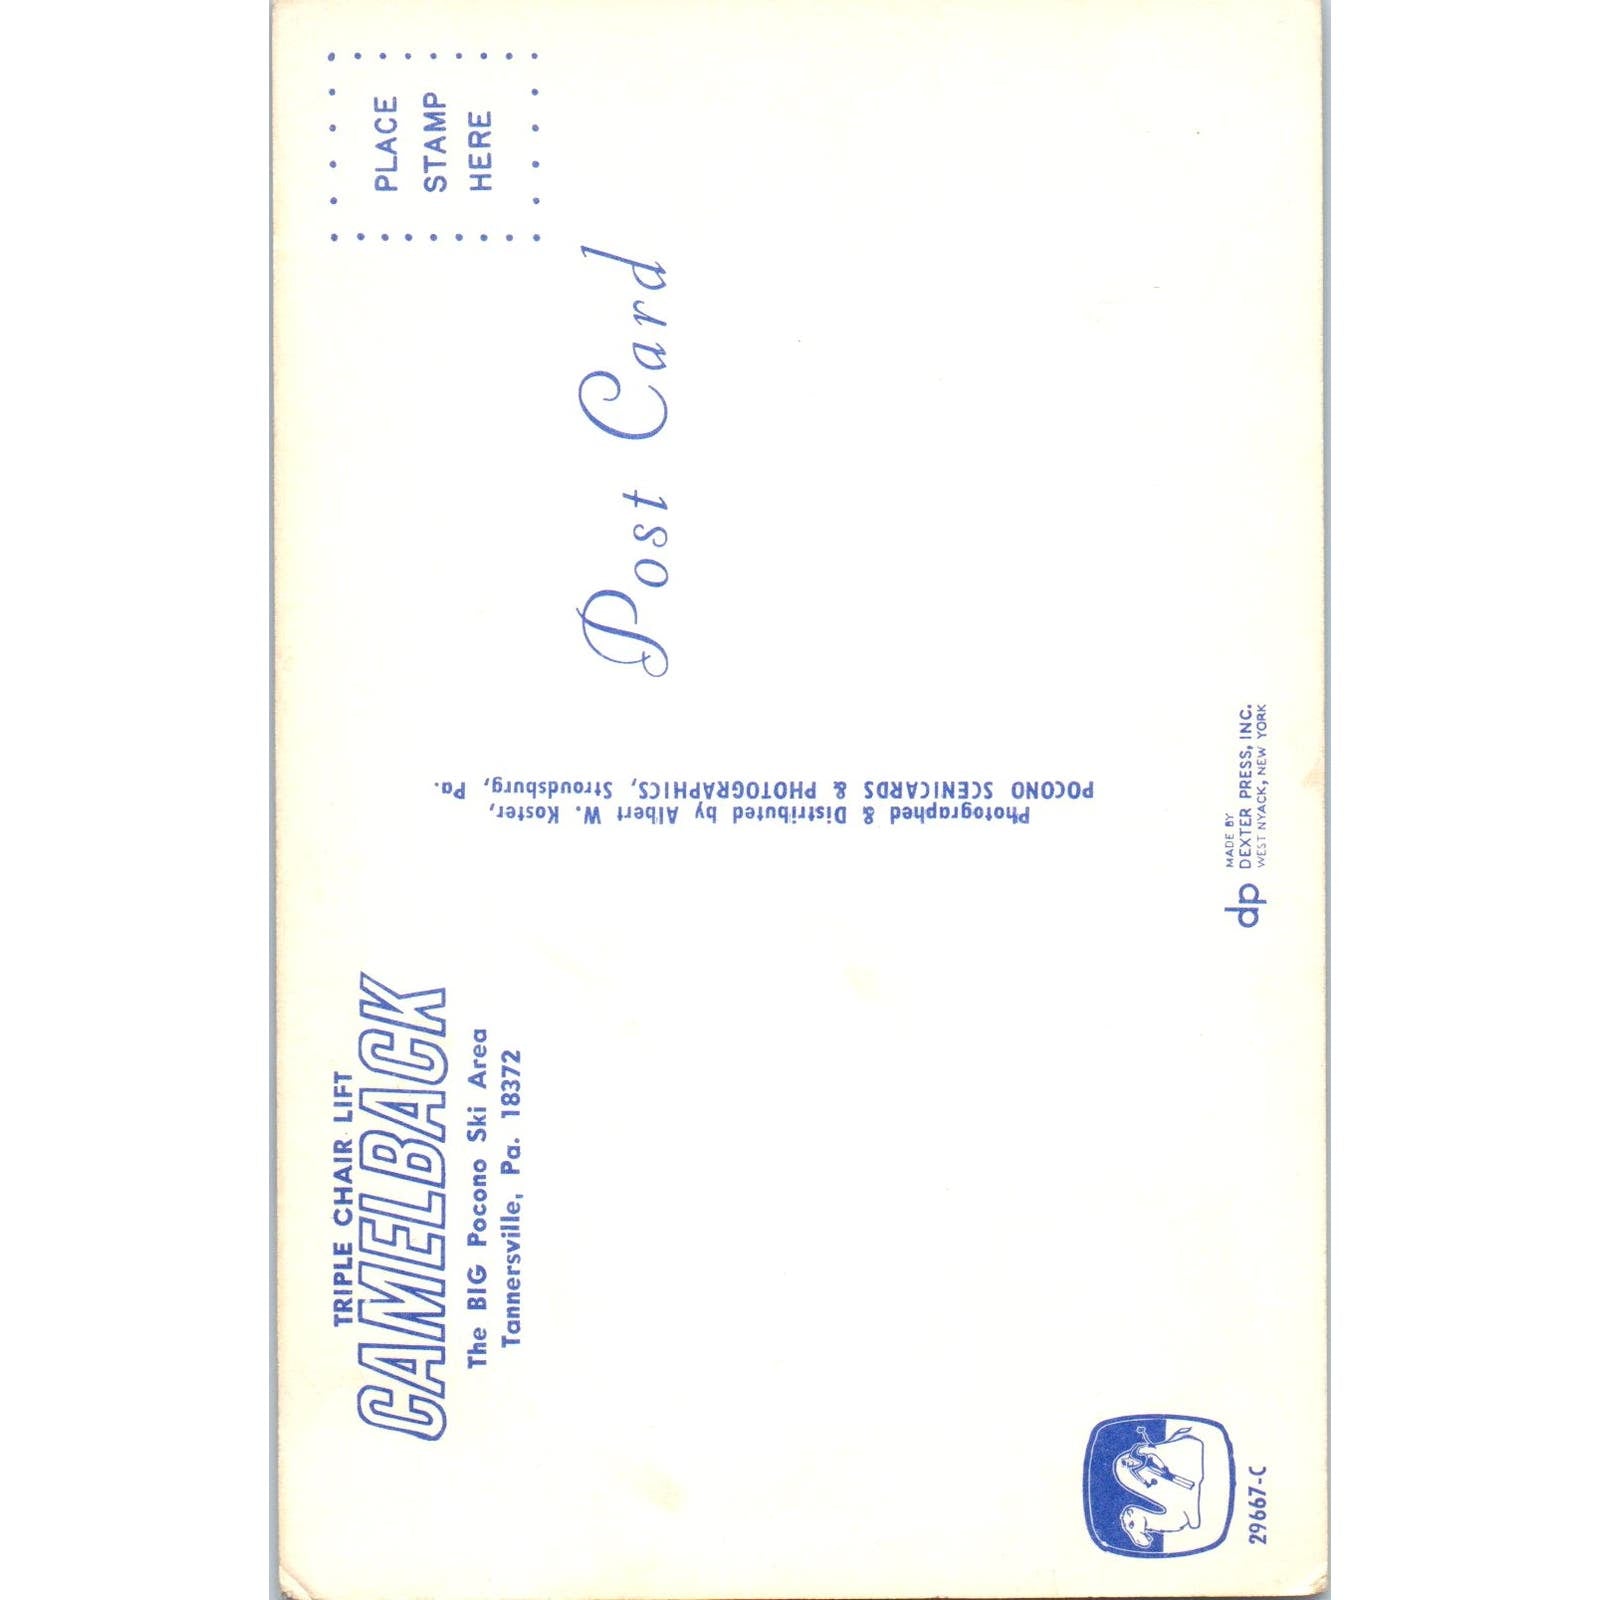 TRIPLE CHAIR LIFT
CAMELBACK
The BIG Pocono Ski Area
Tannersville, Pa. 18372
PLACE
STAMP
HERE
Post Card
Photographed & Distributed by Albert W. Koster,
POCONO SCENICARDS & PHOTOGRAPHICS, Stroudsburg, Pa.
dp
MADE BY
DEXTER PRESS, INC.
WEST NYACK, NEW YORK
29667-C